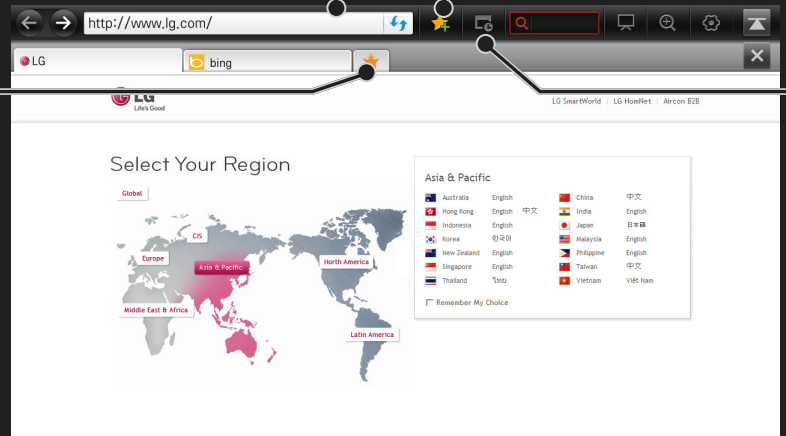 http://www.lg.com/
LG
bing
LG
Life's Good
LG SmartWorld | LG HomNet | Aircon B2B
Select Your Region
Global
CIS
Europe
Asia & Pacific
North America
Middle East & Africa
Latin America
Asia & Pacific
Australia English
China 中文
Hong Kong English 中文
India English
Indonesia English
Japan 日本語
Korea 한국어
Malaysia English
New Zealand English
Philippine English
Singapore English
Taiwan 中文
Thailand ไทย
Vietnam Việt Nam
Remember My Choice